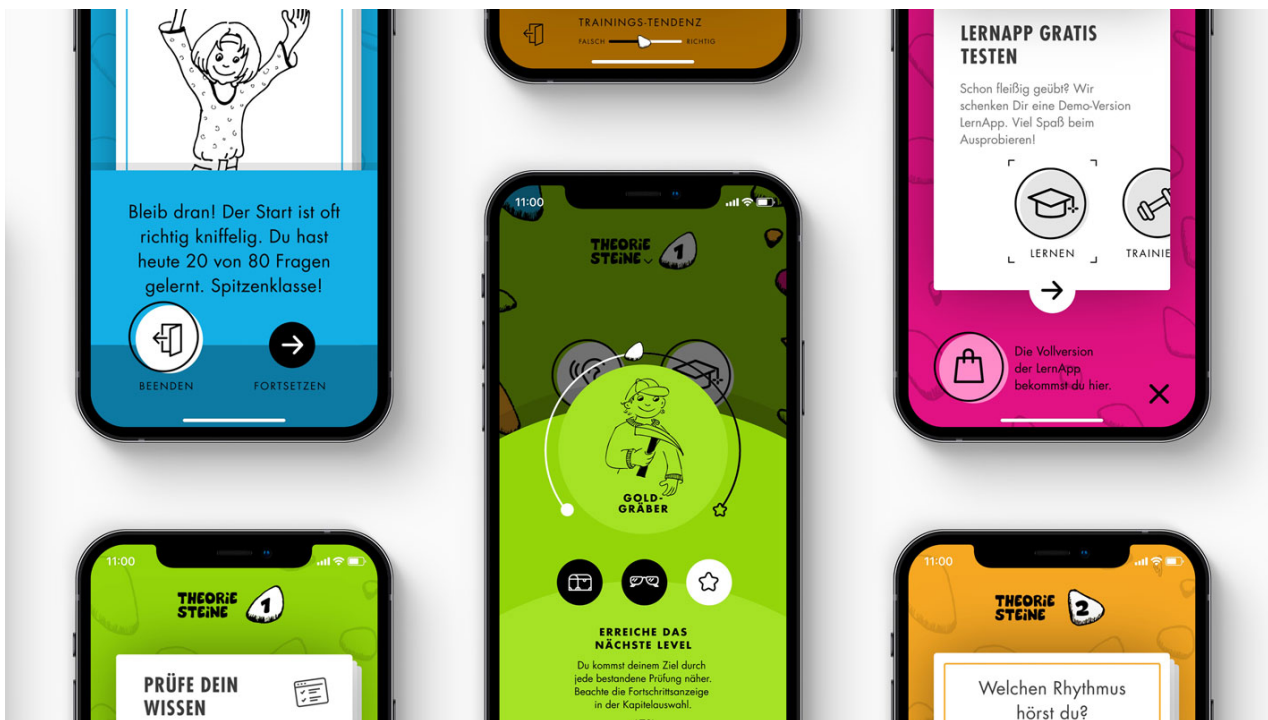 Bleib dran! Der Start ist oft
richtig kniffelig. Du hast
heute 20 von 80 Fragen
gelernt. Spitzenklasse!
BEENDEN
FORTSETZEN
11:00
THEORIE
STEINE
1
PRÜFE DEIN
WISSEN
TRAININGS-TENDENZ
FALSCH
RICHTIG
11:00
THEORIE
STEINE
1
GOLD-
GRÄBER
ERREICHE DAS
NÄCHSTE LEVEL
Du kommst deinem Ziel durch
jede bestandene Prüfung näher.
Beachte die Fortschrittsanzeige
in der Kapitelauswahl.
LERNAPP GRATIS
TESTEN
Schon fleißig geübt? Wir
schenken Dir eine Demo-Version
LernApp. Viel Spaß beim
Ausprobieren!
LERNEN
TRAINIE
Die Vollversion
der LernApp
bekommst du hier.
11:00
THEORIE
STEINE
2
Welchen Rhythmus
hörst du?